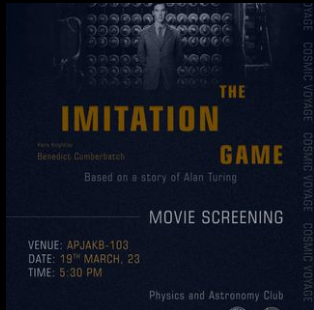 THE
IMITATION
GAME
Benedict Cumberbatch
Based on a story of Alan Turing
MOVIE SCREENING
VENUE: APJAKB-103
DATE: 19TH MARCH, 23
TIME: 5:30 PM
Physics and Astronomy Club
COSMIC VOYAGE COSMIC VOYAGE COSMIC VOYAGE